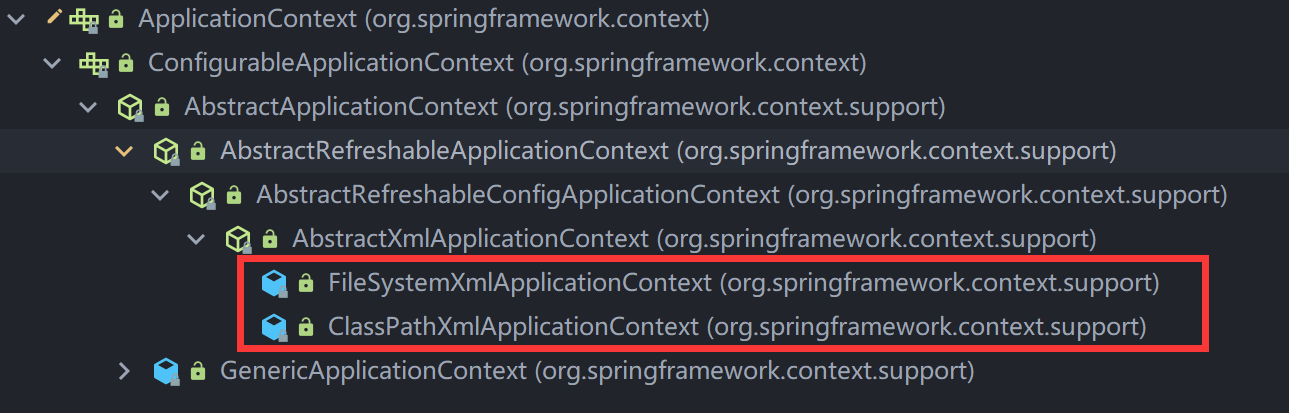 ApplicationContext (org.springframework.context)
ConfigurableApplicationContext (org.springframework.context)
AbstractApplicationContext (org.springframework.context.support)
AbstractRefreshableApplicationContext (org.springframework.context.support)
AbstractRefreshableConfigApplicationContext (org.springframework.context.support)
AbstractXmlApplicationContext (org.springframework.context.support)
FileSystemXmlApplicationContext (org.springframework.context.support)
ClassPathXmlApplicationContext (org.springframework.context.support)
GenericApplicationContext (org.springframework.context.support)